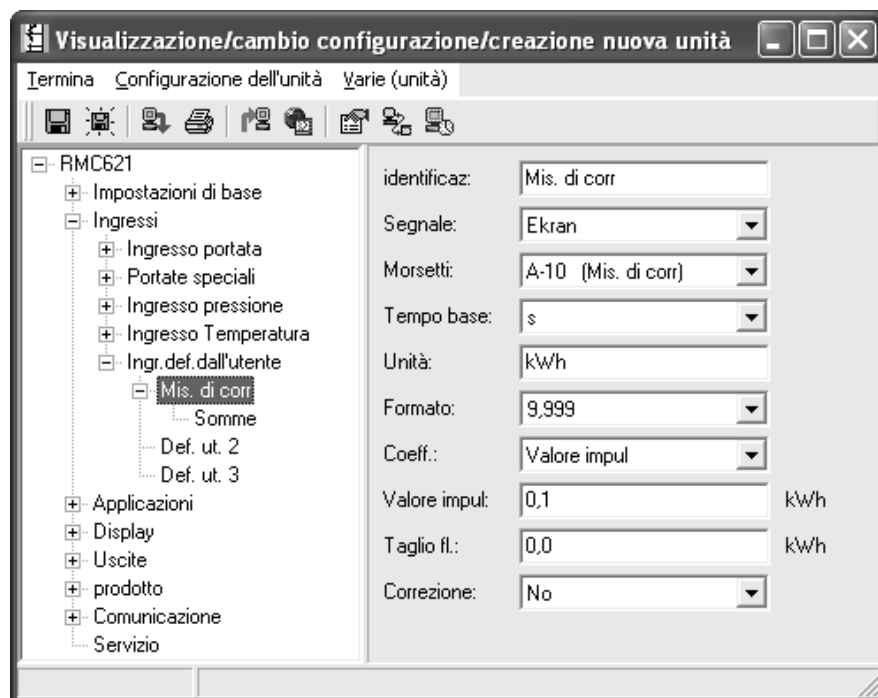 Visualizzazione/cambio configurazione/creazione nuova unità
Termina Configurazione dell'unità Varie (unità)
RMC621
Impostazioni di base
Ingressi
Ingresso portata
Portate speciali
Ingresso pressione
Ingresso Temperatura
Ingr.def.dall'utente
Mis. di corr
Somme
Def. ut. 2
Def. ut. 3
Applicazioni
Display
Uscite
prodotto
Comunicazione
Servizio
identificaz: Mis. di corr
Segnale: Ekran
Morsetti: A-10 (Mis. di corr)
Tempo base: s
Unità: kWh
Formato: 9,999
Coeff.: Valore impul
Valore impul: 0,1 kWh
Taglio fl.: 0,0 kWh
Correzione: No